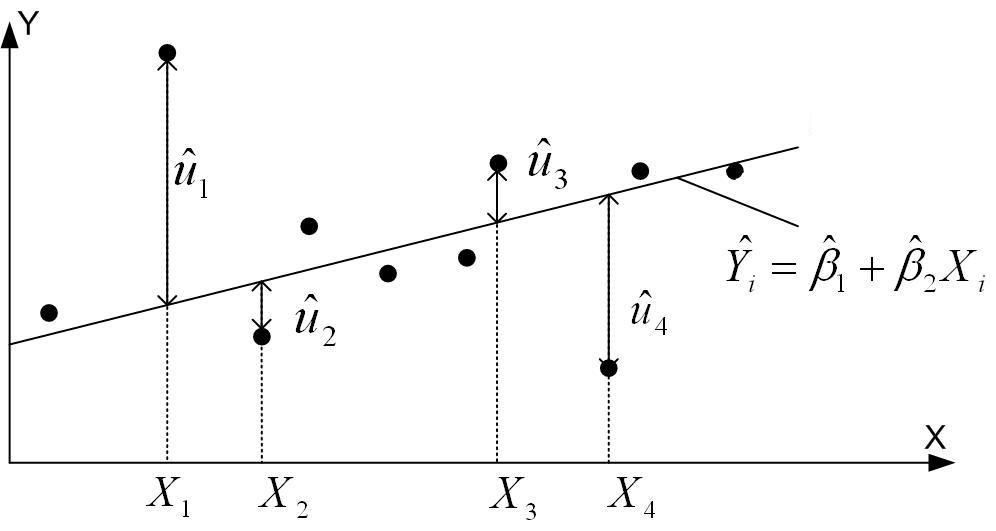 Y
û₁
û₃
Ŷᵢ = β̂₁ + β̂₂Xᵢ
û₂
û₄
X
X₁ X₂ X₃ X₄